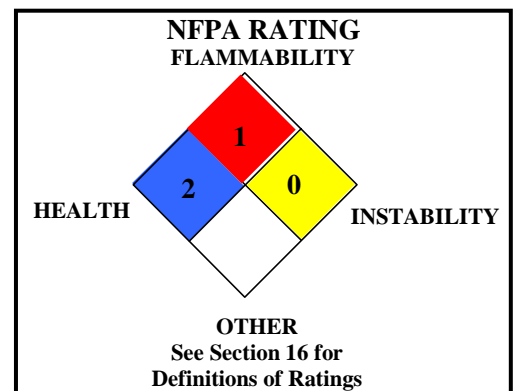 NFPA RATING
FLAMMABILITY
1
2
0
HEALTH
INSTABILITY
OTHER
See Section 16 for
Definitions of Ratings